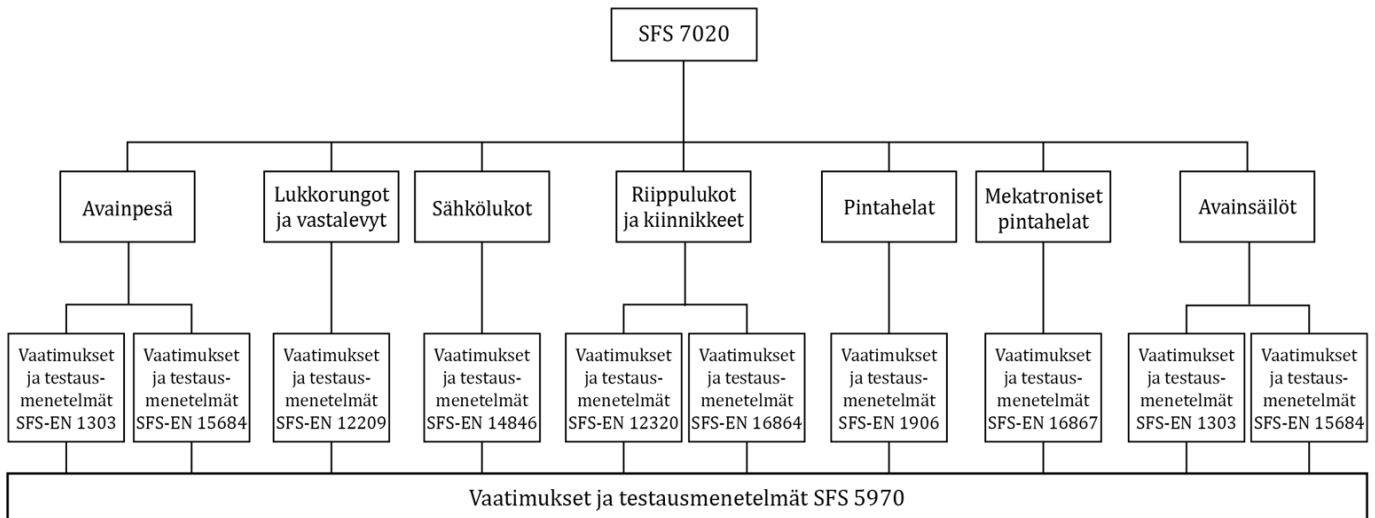 SFS 7020
Avainpesä
Lukkorungot
ja vastalevyt
Sähkölukot
Riippulukot
ja kiinnikkeet
Pintahelat
Mekatroniset
pintahelat
Avainsäilöt
Vaatimukset
ja testaus-
menetelmät
SFS-EN 1303
Vaatimukset
ja testaus-
menetelmät
SFS-EN 15684
Vaatimukset
ja testaus-
menetelmät
SFS-EN 12209
Vaatimukset
ja testaus-
menetelmät
SFS-EN 14846
Vaatimukset
ja testaus-
menetelmät
SFS-EN 12320
Vaatimukset
ja testaus-
menetelmät
SFS-EN 16864
Vaatimukset
ja testaus-
menetelmät
SFS-EN 1906
Vaatimukset
ja testaus-
menetelmät
SFS-EN 16867
Vaatimukset
ja testaus-
menetelmät
SFS-EN 1303
Vaatimukset
ja testaus-
menetelmät
SFS-EN 15684
Vaatimukset ja testausmenetelmät SFS 5970